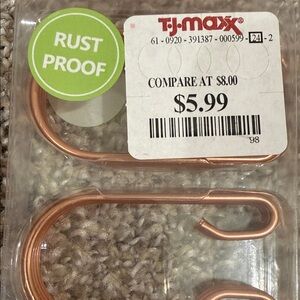 RUST
PROOF
T·J·maxx
61 - 0920 - 391387 - 000599 - 24 - 2
COMPARE AT $8.00
$5.99
98